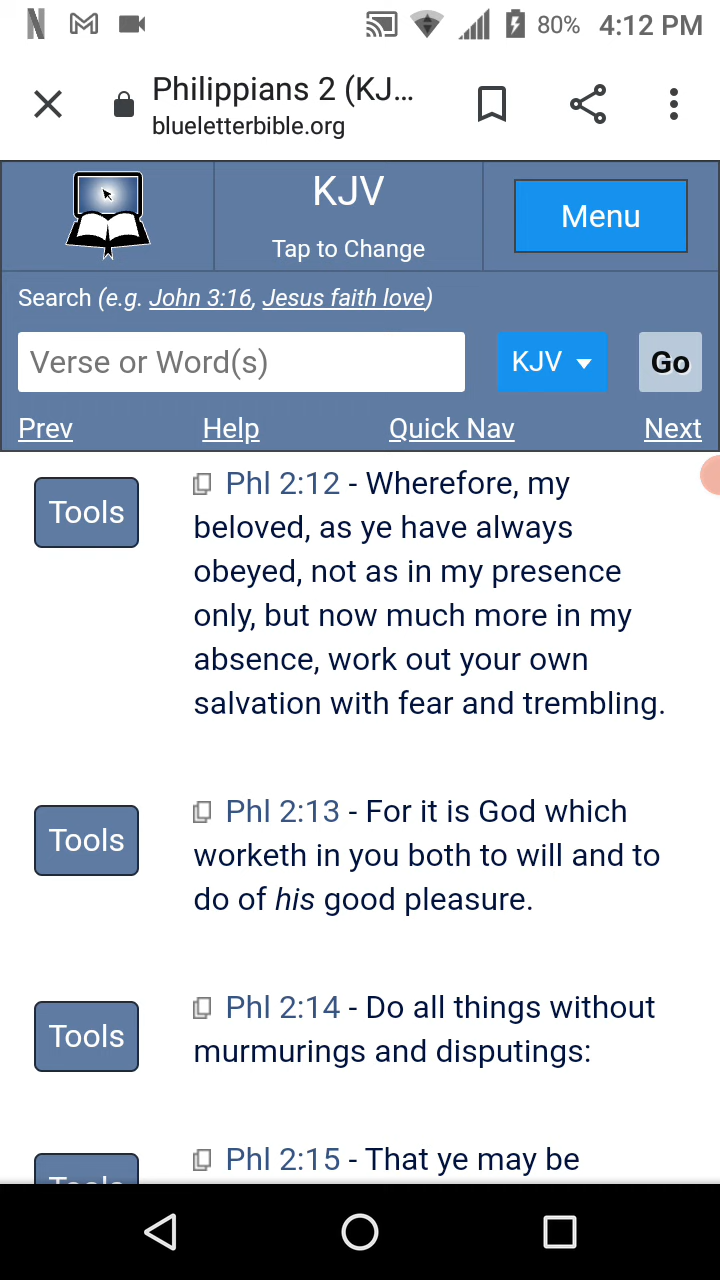 80% 4:12 PM
Philippians 2 (KJ...
blueletterbible.org
KJV
Tap to Change
Menu
Search (e.g. John 3:16, Jesus faith love)
Verse or Word(s)
KJV
Go
Prev Help Quick Nav Next
Tools
Phl 2:12 - Wherefore, my
beloved, as ye have always
obeyed, not as in my presence
only, but now much more in my
absence, work out your own
salvation with fear and trembling.
Tools
Phl 2:13 - For it is God which
worketh in you both to will and to
do of his good pleasure.
Tools
Phl 2:14 - Do all things without
murmurings and disputings:
Tools
Phl 2:15 - That ye may be